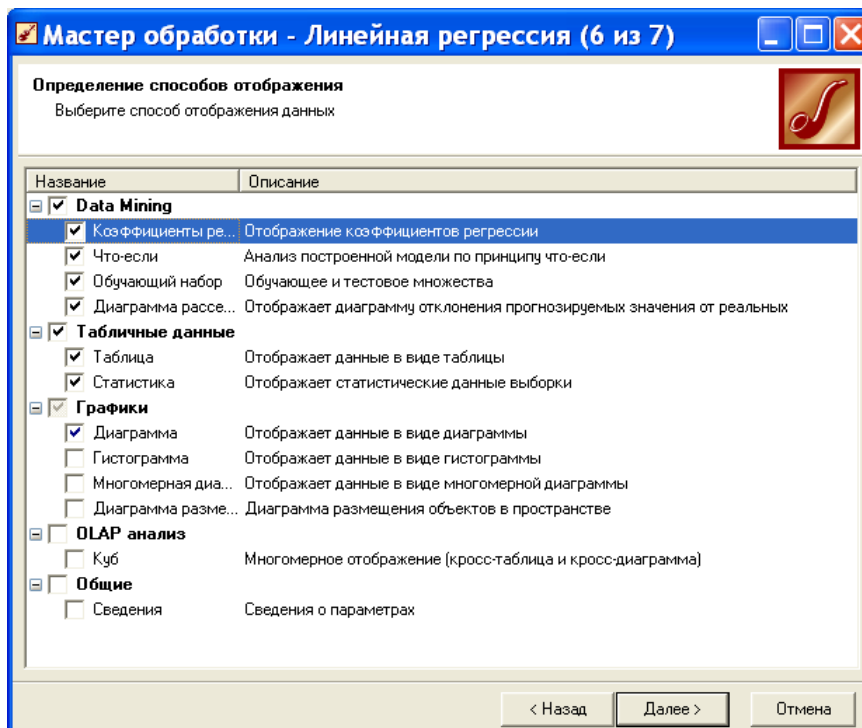 Мастер обработки - Линейная регрессия (6 из 7)
Определение способов отображения
Выберите способ отображения данных
Название Описание
Data Mining
Коэффициенты ре... Отображение коэффициентов регрессии
Что-если Анализ построенной модели по принципу что-если
Обучающий набор Обучающее и тестовое множества
Диаграмма рассе... Отображает диаграмму отклонения прогнозируемых значения от реальных
Табличные данные
Таблица Отображает данные в виде таблицы
Статистика Отображает статистические данные выборки
Графики
Диаграмма Отображает данные в виде диаграммы
Гистограмма Отображает данные в виде гистограммы
Многомерная диа... Отображает данные в виде многомерной диаграммы
Диаграмма разме... Диаграмма размещения объектов в пространстве
OLAP анализ
Куб Многомерное отображение (кросс-таблица и кросс-диаграмма)
Общие
Сведения Сведения о параметрах
< Назад Далее > Отмена